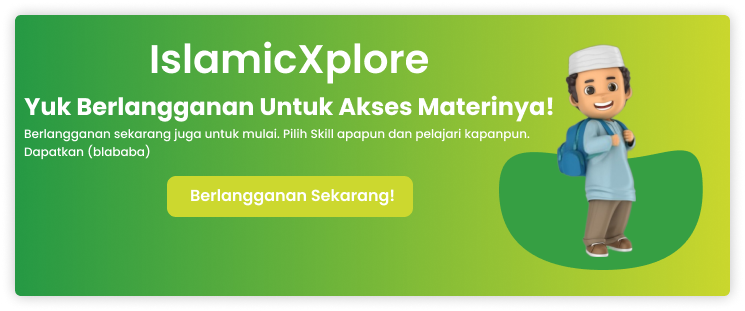 IslamicXplore
Yuk Berlangganan Untuk Akses Materinya!
Berlangganan sekarang juga untuk mulai. Pilih Skill apapun dan pelajari kapanpun.
Dapatkan (blababa)
Berlangganan Sekarang!